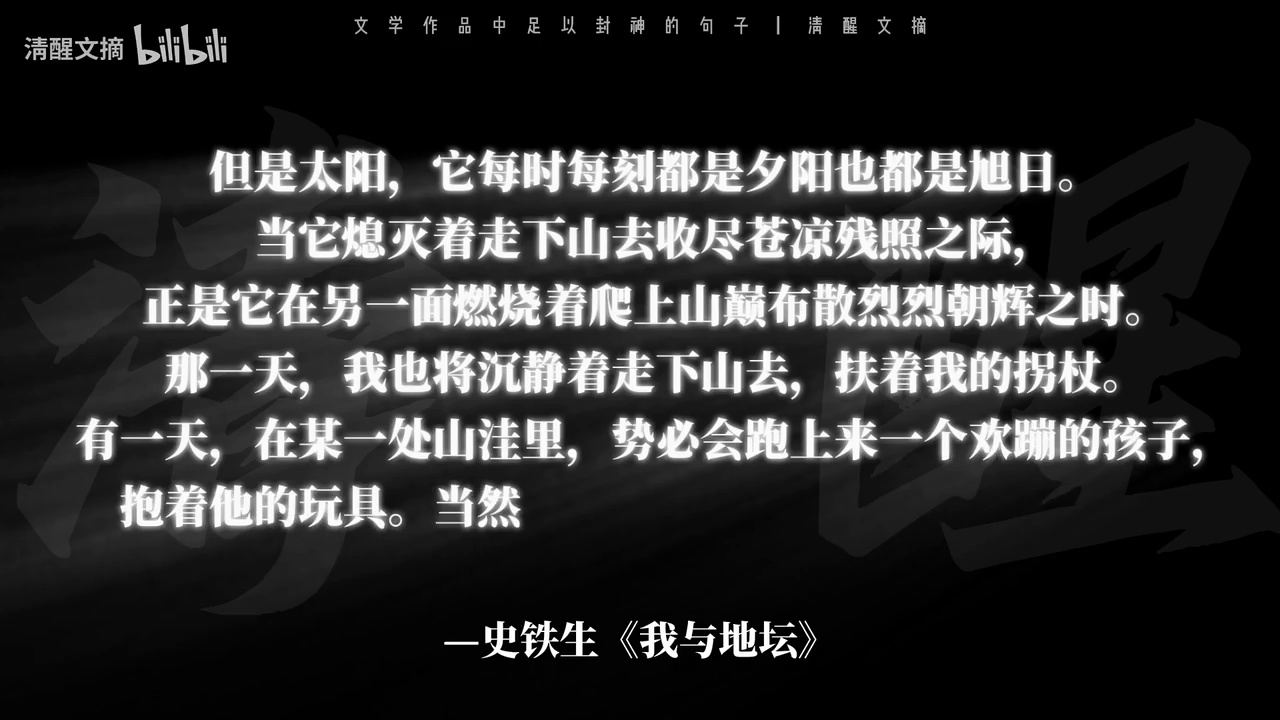 文学作品中足以封神的句子 | 清醒文摘
清醒文摘 bilibili
清醒
但是太阳，它每时每刻都是夕阳也都是旭日。
当它熄灭着走下山去收尽苍凉残照之际，
正是它在另一面燃烧着爬上山巅布散烈烈朝辉之时。
那一天，我也将沉静着走下山去，扶着我的拐杖。
有一天，在某一处山洼里，势必会跑上来一个欢蹦的孩子，
抱着他的玩具。当然
—史铁生《我与地坛》